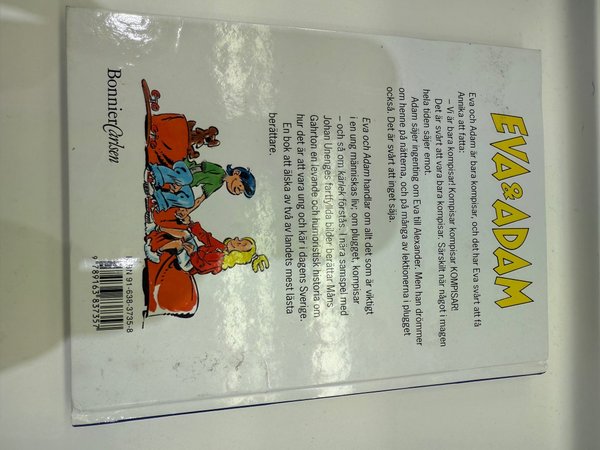 EVA & ADAM
Eva och Adam är bara kompisar, och det har Eva svårt att få
Annika att fatta:
– Vi är bara kompisar! Kompisar kompisar KOMPISAR!
Det är svårt att vara bara kompisar. Särskilt när något i magen
hela tiden säjer emot.
Adam säjer ingenting om Eva till Alexander. Men han drömmer
om henne på nätterna, och på många av lektionerna i plugget
också. Det är svårt att inget säja.
Eva och Adam handlar om allt det som är viktigt
i en ung människas liv; om plugget, kompisar
– och så om kärlek förstås. I nära samspel med
Johan Unenges fartfyllda bilder berättar Måns
Gahrton en levande och humoristisk historia om
hur det är att vara ung och kär i dagens Sverige.
En bok att älska av två av landets mest lästa
berättare.
BonnierCarlsen
ISBN 91-638-3735-8
9 789163 837357